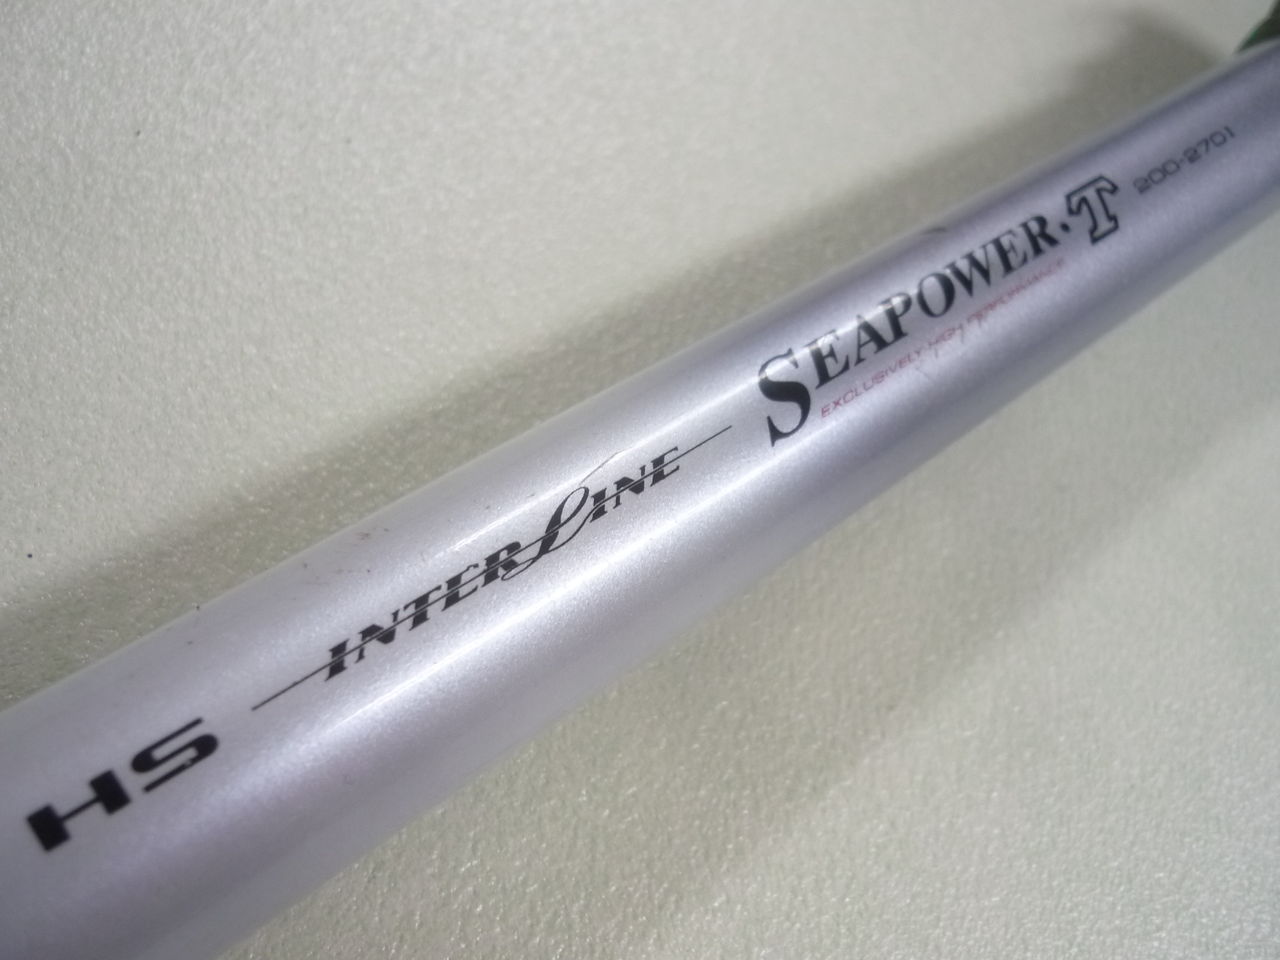 HS INTERLINE SEAPOWER·T 200-270I
EXCLUSIVELY HIGH PERFORMANCE